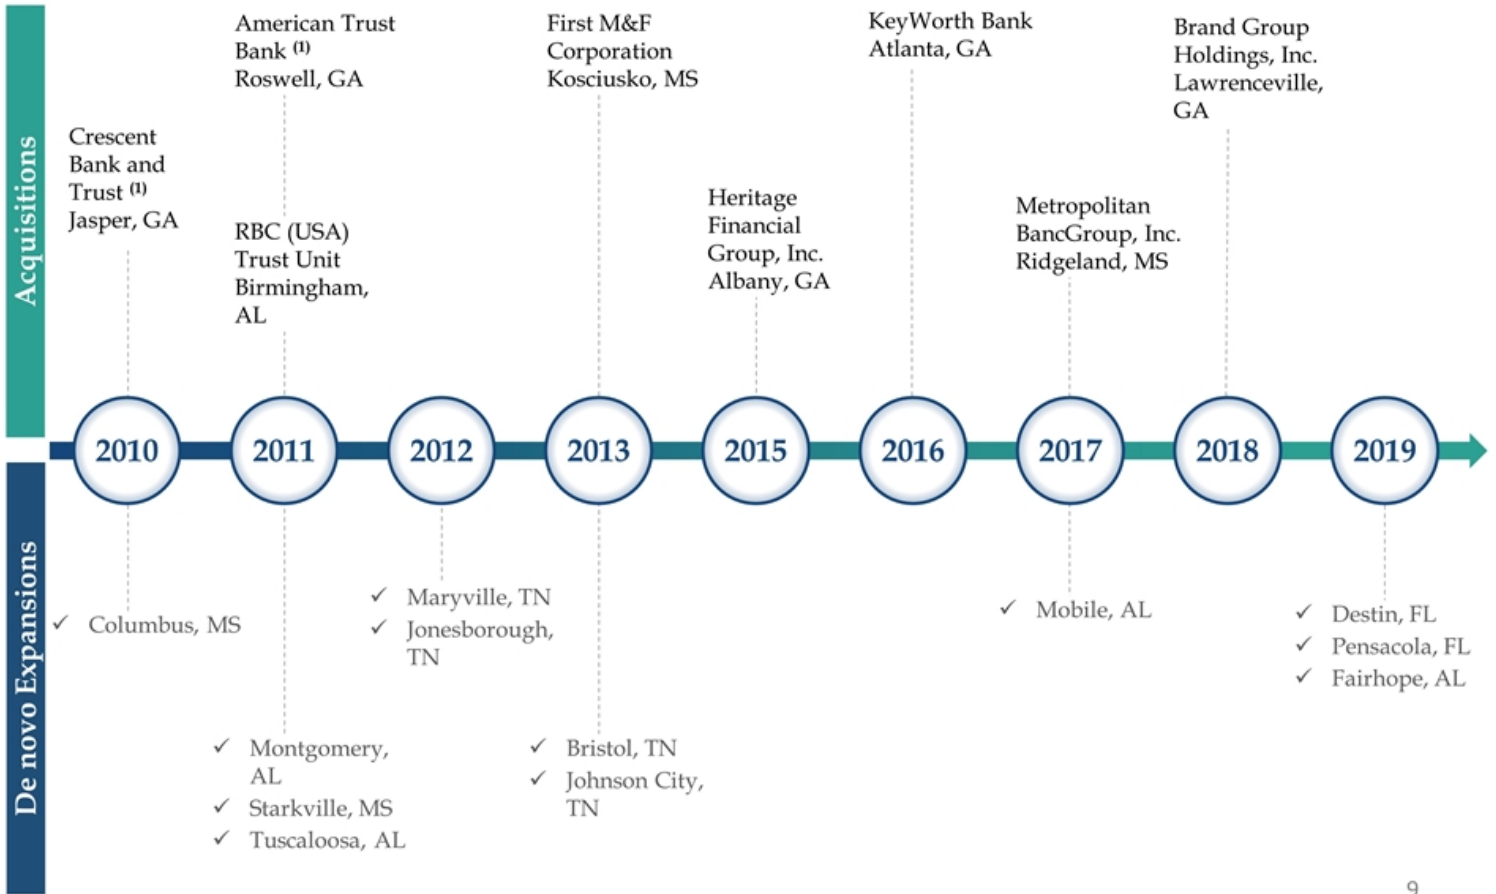 Acquisitions
Crescent
Bank and
Trust (1)
Jasper, GA
American Trust
Bank (1)
Roswell, GA
RBC (USA)
Trust Unit
Birmingham,
AL
First M&F
Corporation
Kosciusko, MS
Heritage
Financial
Group, Inc.
Albany, GA
KeyWorth Bank
Atlanta, GA
Metropolitan
BancGroup, Inc.
Ridgeland, MS
Brand Group
Holdings, Inc.
Lawrenceville,
GA
2010
2011
2012
2013
2015
2016
2017
2018
2019
De novo Expansions
✓ Columbus, MS
✓ Montgomery,
AL
✓ Starkville, MS
✓ Tuscaloosa, AL
✓ Maryville, TN
✓ Jonesborough,
TN
✓ Bristol, TN
✓ Johnson City,
TN
✓ Mobile, AL
✓ Destin, FL
✓ Pensacola, FL
✓ Fairhope, AL
9